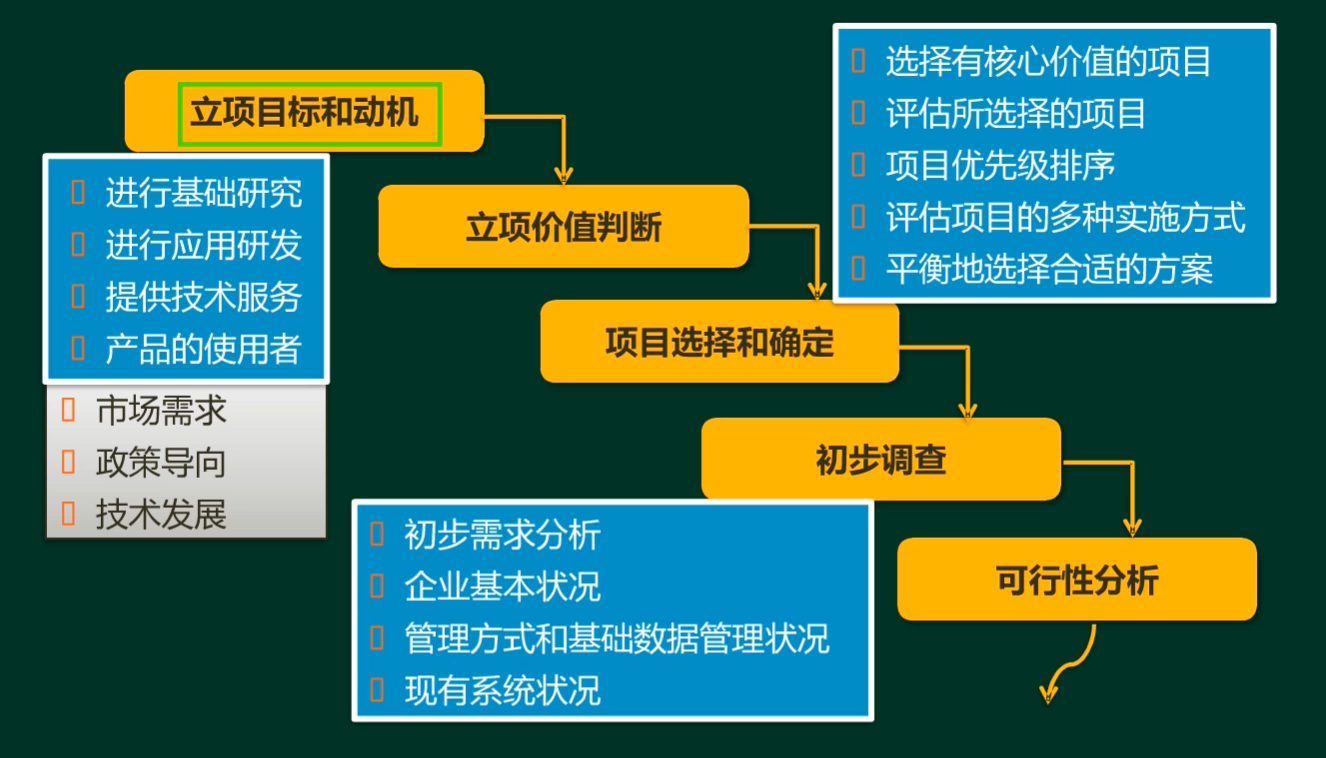 立项目标和动机
进行基础研究
进行应用研发
提供技术服务
产品的使用者
市场需求
政策导向
技术发展
立项价值判断
选择有核心价值的项目
评估所选择的项目
项目优先级排序
评估项目的多种实施方式
平衡地选择合适的方案
项目选择和确定
初步调查
初步需求分析
企业基本状况
管理方式和基础数据管理状况
现有系统状况
可行性分析